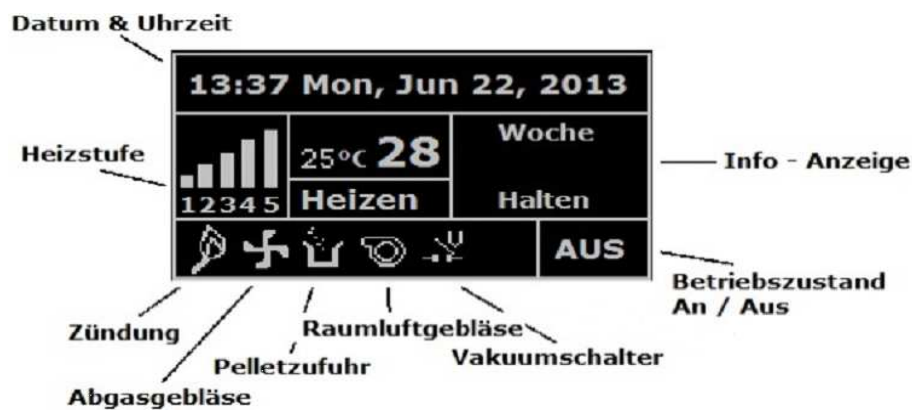 Datum & Uhrzeit
13:37 Mon, Jun 22, 2013
Heizstufe
12345
25°C 28
Heizen
Woche
Halten
Info - Anzeige
AUS
Betriebszustand
An / Aus
Zündung
Abgasgebläse
Pelletzufuhr
Raumluftgebläse
Vakuumschalter